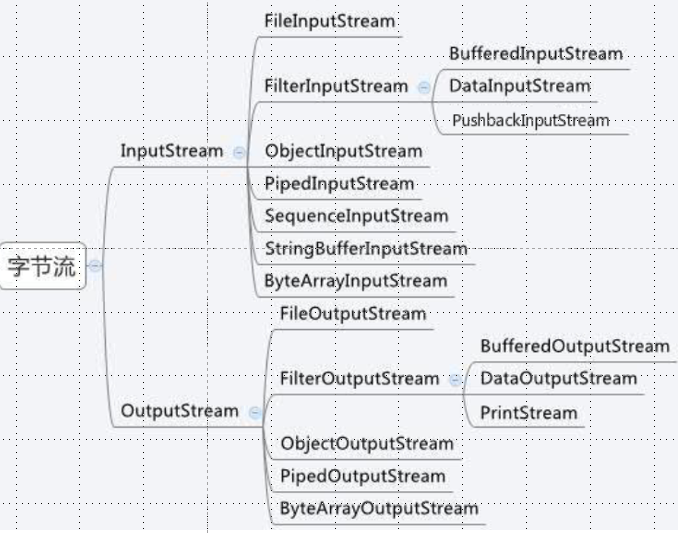 FileInputStream
BufferedInputStream
FilterInputStream
DataInputStream
PushbackInputStream
InputStream
ObjectInputStream
PipedInputStream
SequenceInputStream
StringBufferInputStream
字节流
ByteArrayInputStream
FileOutputStream
BufferedOutputStream
FilterOutputStream
DataOutputStream
OutputStream
PrintStream
ObjectOutputStream
PipedOutputStream
ByteArrayOutputStream